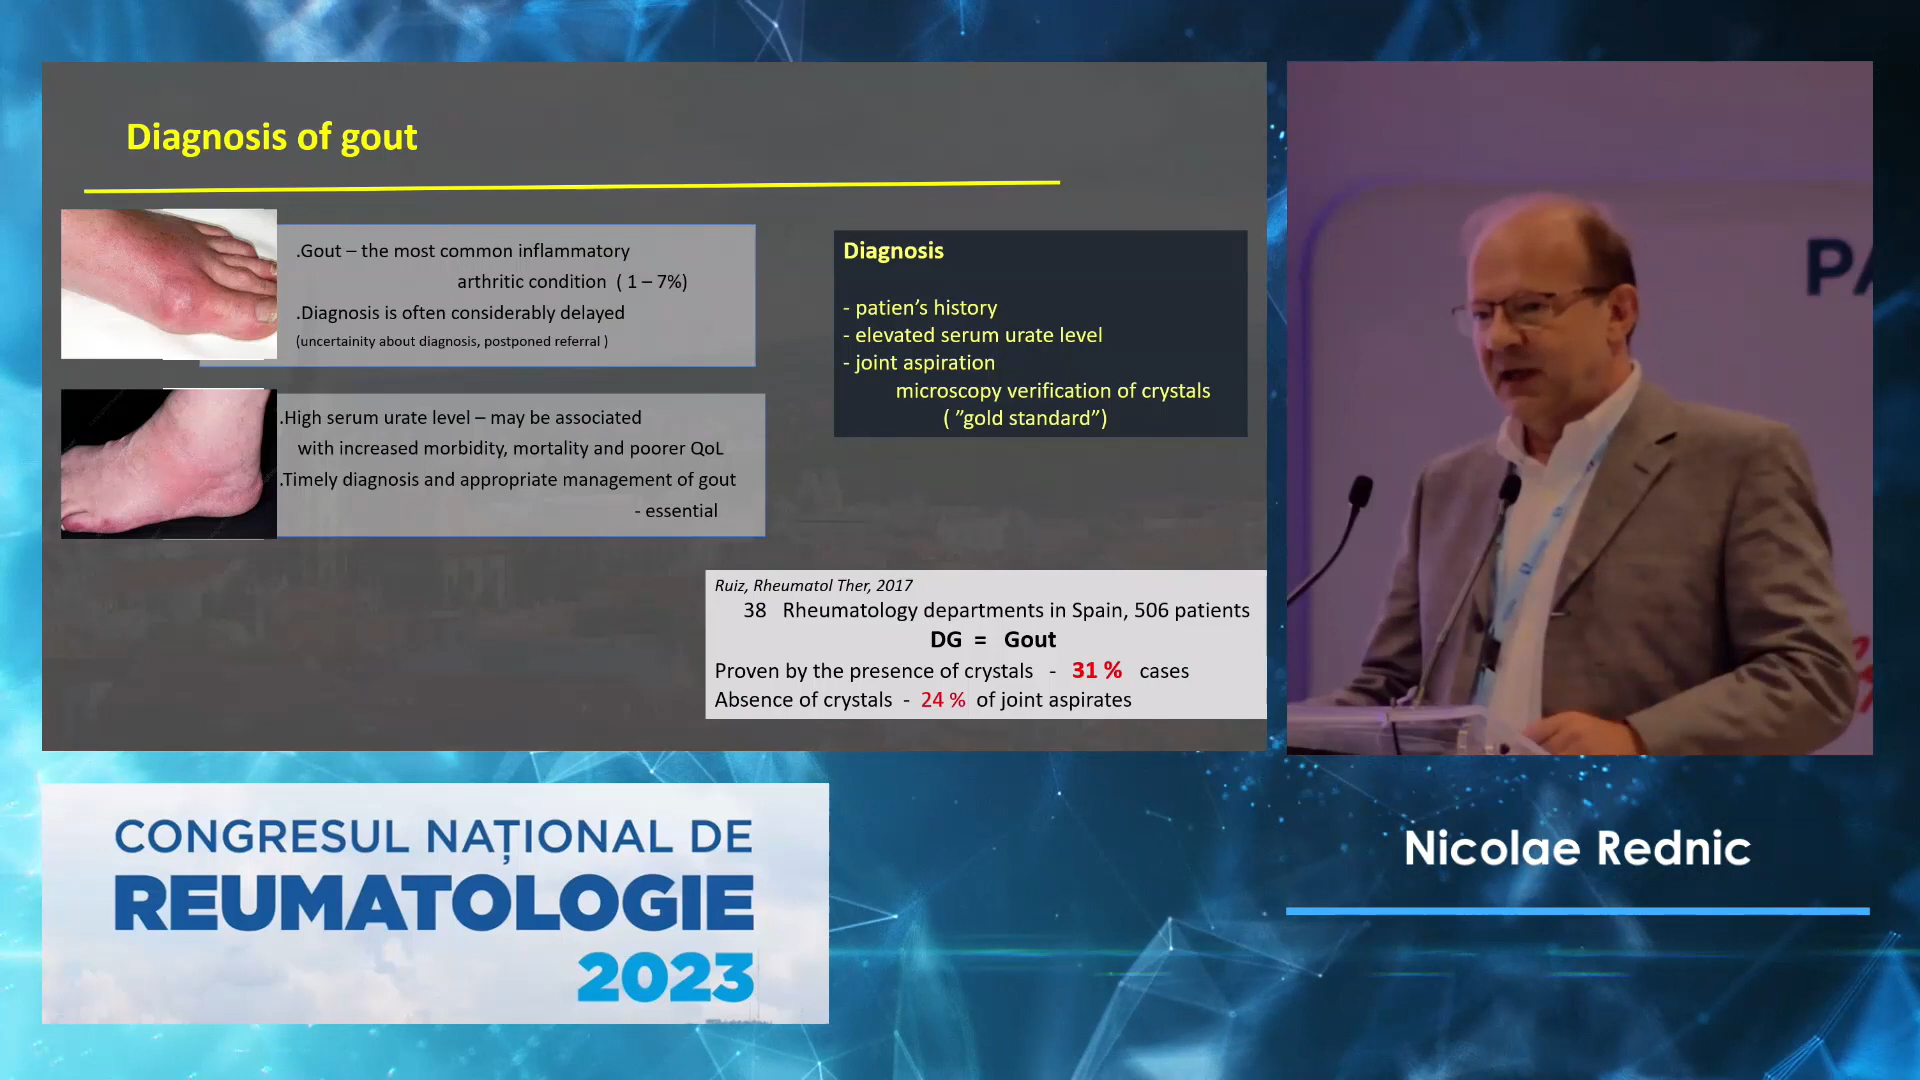 Diagnosis of gout
.Gout – the most common inflammatory
arthritic condition ( 1 – 7%)
.Diagnosis is often considerably delayed
(uncertainity about diagnosis, postponed referral )
.High serum urate level – may be associated
with increased morbidity, mortality and poorer QoL
.Timely diagnosis and appropriate management of gout
- essential
Diagnosis
- patien’s history
- elevated serum urate level
- joint aspiration
microscopy verification of crystals
( ”gold standard”)
Ruiz, Rheumatol Ther, 2017
38 Rheumatology departments in Spain, 506 patients
DG = Gout
Proven by the presence of crystals - 31 % cases
Absence of crystals - 24 % of joint aspirates
PA
CONGRESUL NAȚIONAL DE
REUMATOLOGIE
2023
Nicolae Rednic